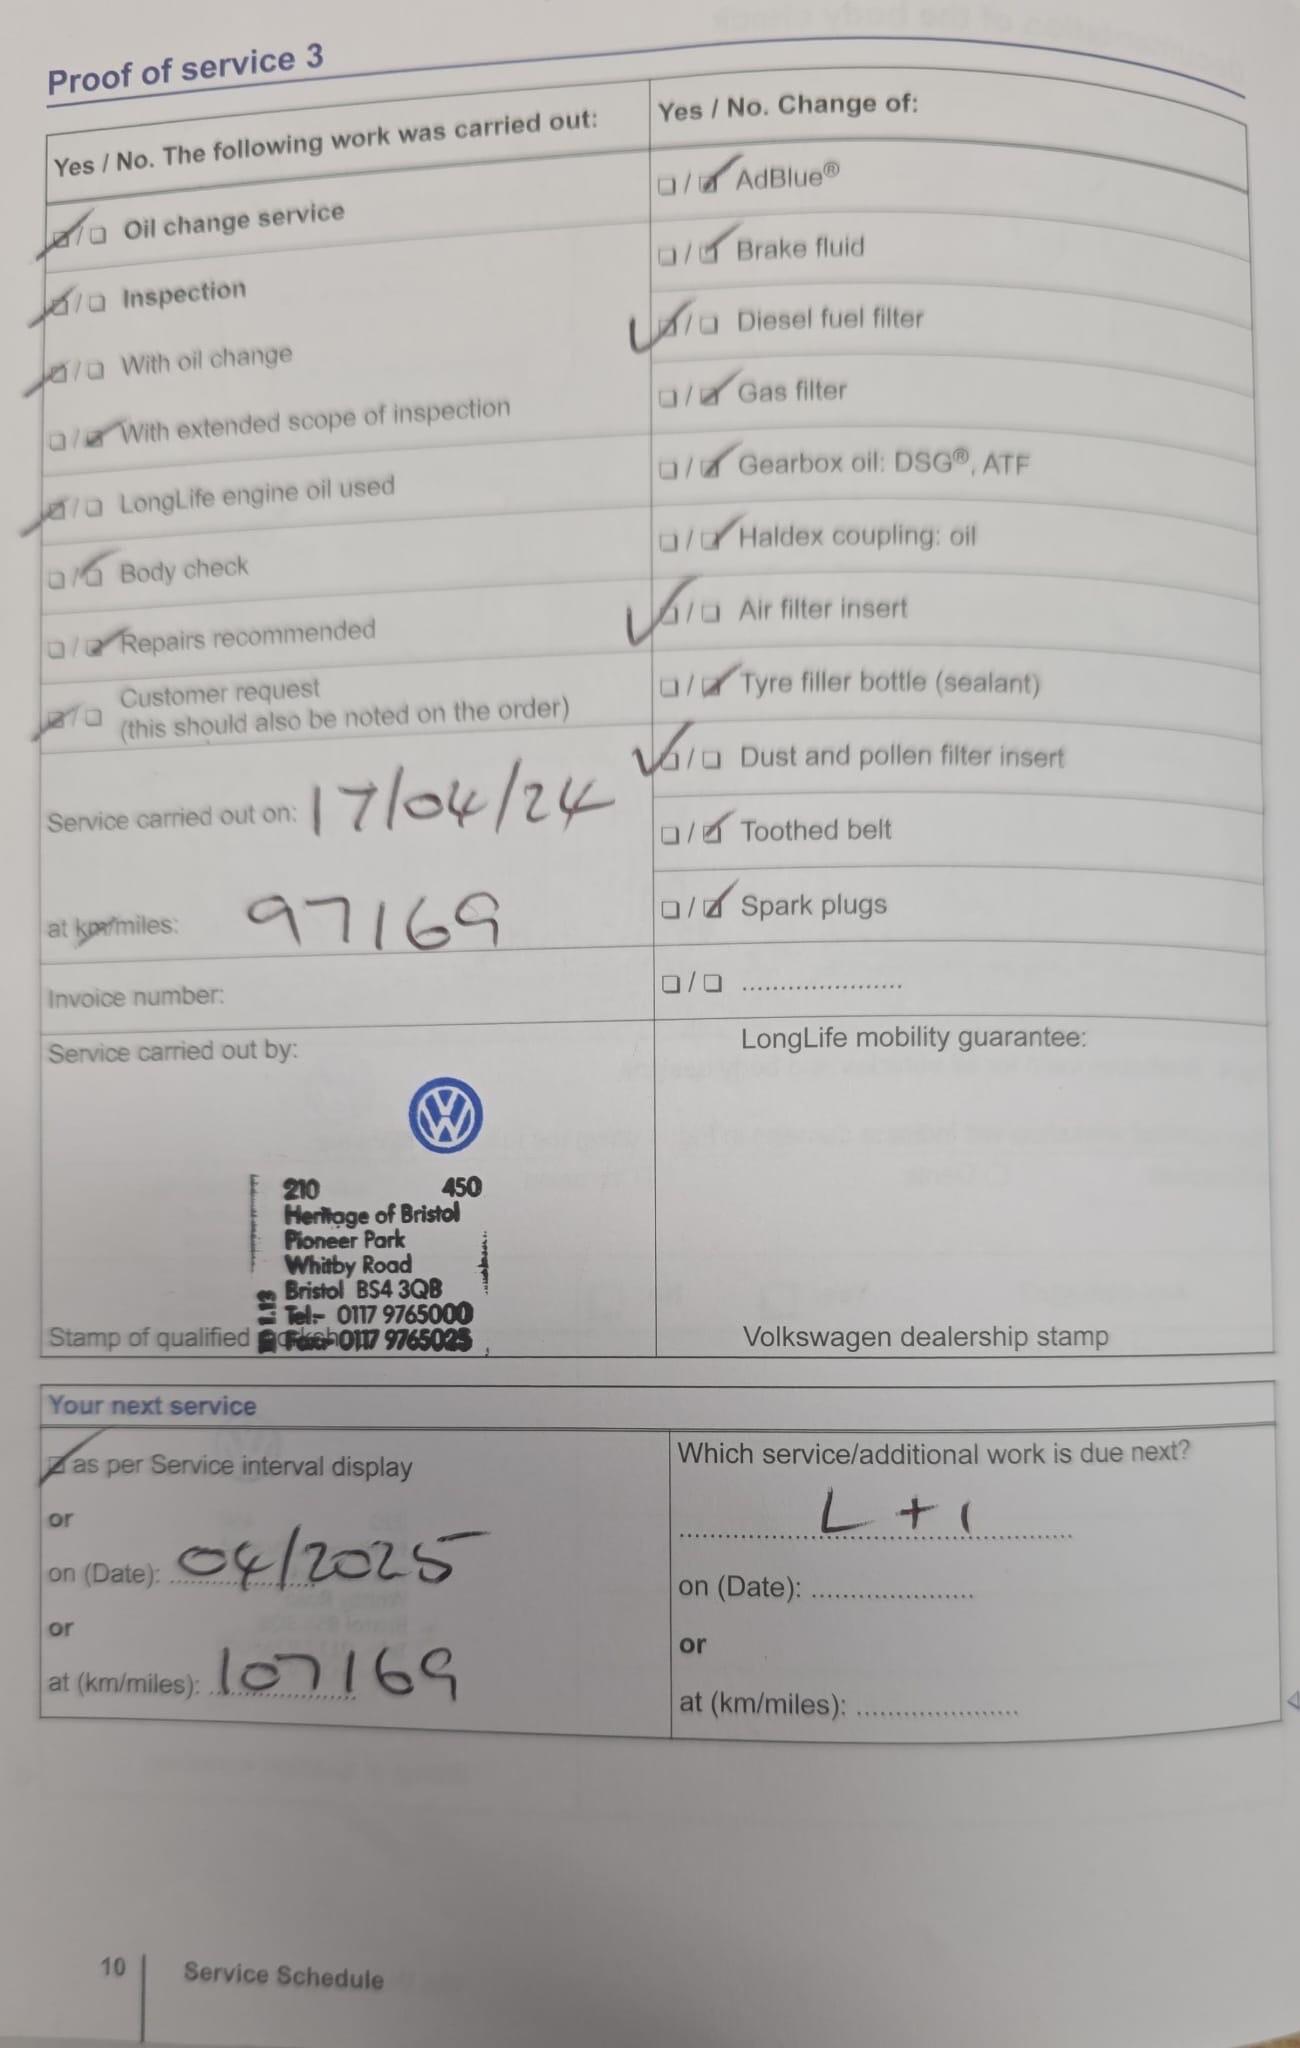 Proof of service 3
Yes / No. The following work was carried out:
Oil change service
Inspection
With oil change
With extended scope of inspection
LongLife engine oil used
Body check
Repairs recommended
Customer request
(this should also be noted on the order)
Service carried out on: 17/04/24
at km/miles: 97169
Invoice number:
Service carried out by:
210 450
Heritage of Bristol
Pioneer Park
Whitby Road
Bristol BS4 3QB
Tel:- 0117 9765000
Fax:- 0117 9765025
Stamp of qualified
Yes / No. Change of:
AdBlue®
Brake fluid
Diesel fuel filter
Gas filter
Gearbox oil: DSG®, ATF
Haldex coupling: oil
Air filter insert
Tyre filler bottle (sealant)
Dust and pollen filter insert
Toothed belt
Spark plugs
LongLife mobility guarantee:
Volkswagen dealership stamp
Your next service
as per Service interval display
or
on (Date): 04/2025
or
at (km/miles): 107169
Which service/additional work is due next?
L + I
on (Date):
or
at (km/miles):
10 Service Schedule